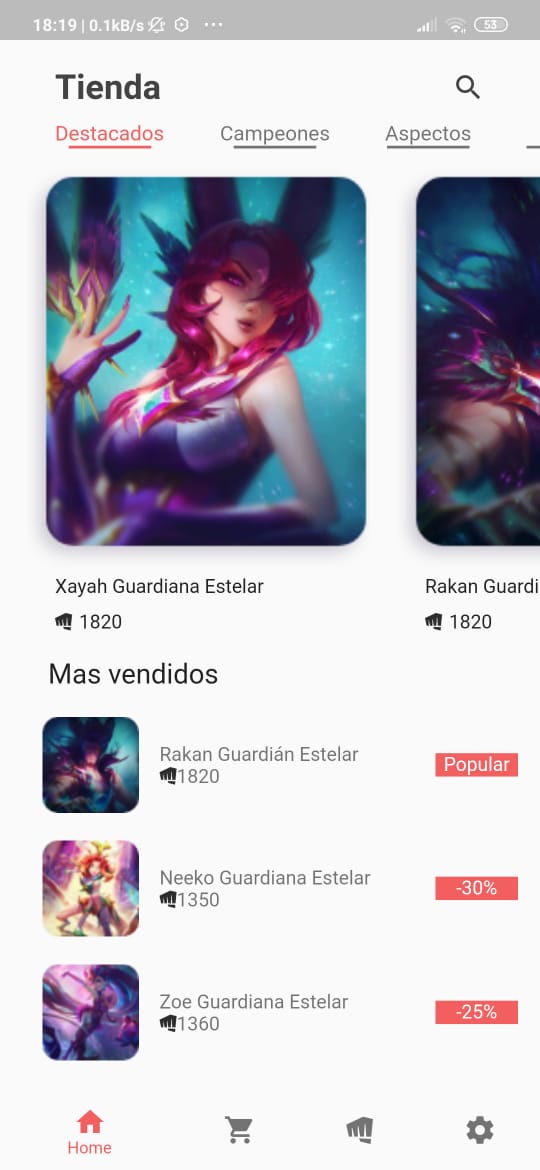 18:19 | 0.1kB/s ... 53
Tienda
Destacados Campeones Aspectos
Xayah Guardiana Estelar Rakan Guardi
1820 1820
Mas vendidos
Rakan Guardián Estelar
1820 Popular
Neeko Guardiana Estelar
1350 -30%
Zoe Guardiana Estelar
1360 -25%
Home